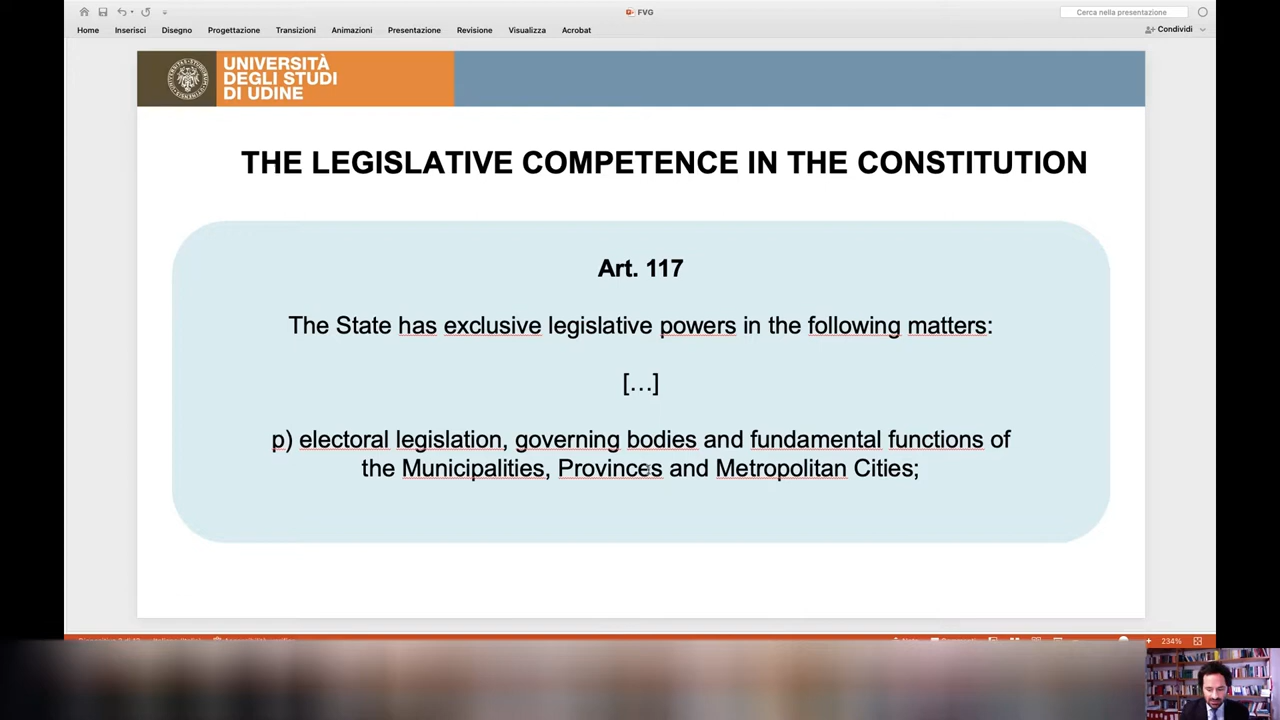 FVG
Cerca nella presentazione
Home Inserisci Disegno Progettazione Transizioni Animazioni Presentazione Revisione Visualizza Acrobat
Condividi
UNIVERSITÀ
DEGLI STUDI
DI UDINE
THE LEGISLATIVE COMPETENCE IN THE CONSTITUTION
Art. 117
The State has exclusive legislative powers in the following matters:
[…]
p) electoral legislation, governing bodies and fundamental functions of
the Municipalities, Provinces and Metropolitan Cities;
234%